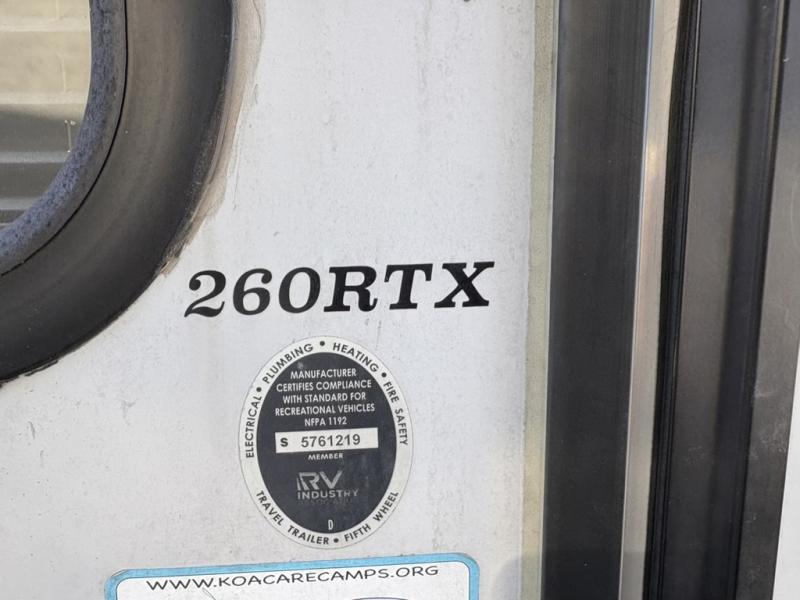 260RTX
ELECTRICAL • PLUMBING • HEATING • FIRE SAFETY
MANUFACTURER
CERTIFIES COMPLIANCE
WITH STANDARD FOR
RECREATIONAL VEHICLES
NFPA 1192
S 5761219
MEMBER
RV
INDUSTRY
ASSOCIATION
D
TRAVEL TRAILER • FIFTH WHEEL
WWW.KOACARECAMPS.ORG